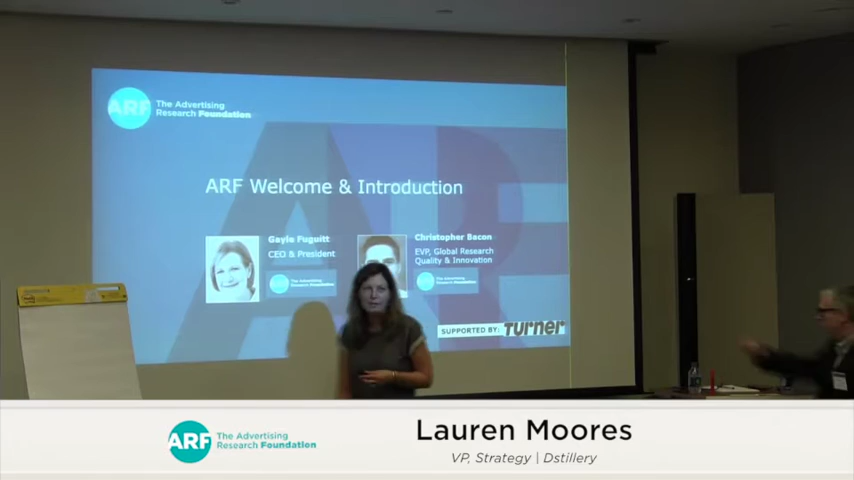 ARF
The Advertising
Research Foundation
ARF Welcome & Introduction
Gayle Fuguitt
CEO & President
Christopher Bacon
EVP, Global Research
Quality & Innovation
SUPPORTED BY: Turner
ARF
The Advertising
Research Foundation
Lauren Moores
VP, Strategy | Dstillery